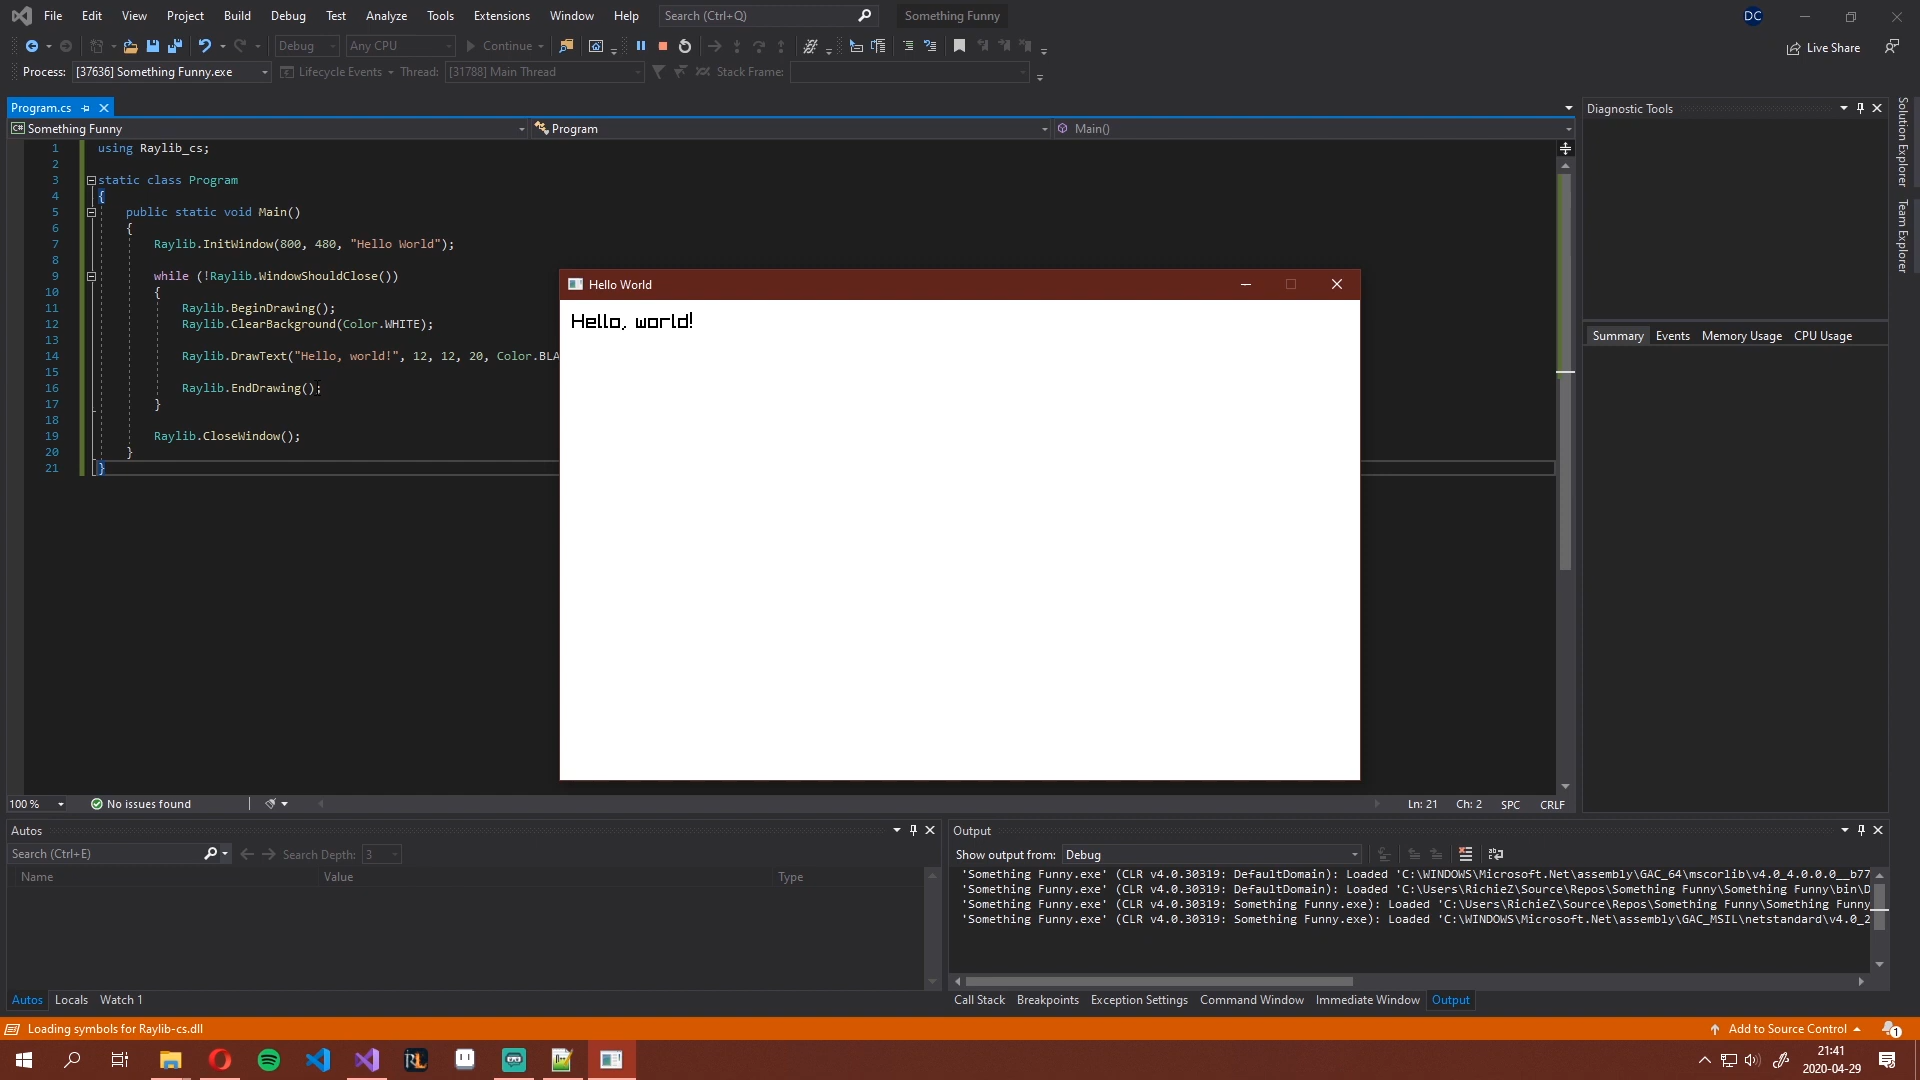 File Edit View Project Build Debug Test Analyze Tools Extensions Window Help Search (Ctrl+Q) Something Funny DC
Debug Any CPU Continue Live Share
Process: [37636] Something Funny.exe Lifecycle Events Thread: [31788] Main Thread Stack Frame:
Program.cs
Something Funny Program Main()
1 using Raylib_cs;
2
3 static class Program
4 {
5 public static void Main()
6 {
7 Raylib.InitWindow(800, 480, "Hello World");
8
9 while (!Raylib.WindowShouldClose())
10 {
11 Raylib.BeginDrawing();
12 Raylib.ClearBackground(Color.WHITE);
13
14 Raylib.DrawText("Hello, world!", 12, 12, 20, Color.BLA
15
16 Raylib.EndDrawing();
17 }
18
19 Raylib.CloseWindow();
20 }
21 }
Hello World
Hello, world!
Diagnostic Tools
Summary Events Memory Usage CPU Usage
Solution Explorer
Team Explorer
100 % No issues found Ln: 21 Ch: 2 SPC CRLF
Autos
Search (Ctrl+E) Search Depth: 3
Name Value Type
Autos Locals Watch 1
Output
Show output from: Debug
'Something Funny.exe' (CLR v4.0.30319: DefaultDomain): Loaded 'C:\WINDOWS\Microsoft.Net\assembly\GAC_64\mscorlib\v4.0_4.0.0.0__b77
'Something Funny.exe' (CLR v4.0.30319: DefaultDomain): Loaded 'C:\Users\RichieZ\Source\Repos\Something Funny\Something Funny\bin\D
'Something Funny.exe' (CLR v4.0.30319: Something Funny.exe): Loaded 'C:\Users\RichieZ\Source\Repos\Something Funny\Something Funny
'Something Funny.exe' (CLR v4.0.30319: Something Funny.exe): Loaded 'C:\WINDOWS\Microsoft.Net\assembly\GAC_MSIL\netstandard\v4.0_2
Call Stack Breakpoints Exception Settings Command Window Immediate Window Output
Loading symbols for Raylib-cs.dll Add to Source Control 1
RL
21:41
2020-04-29